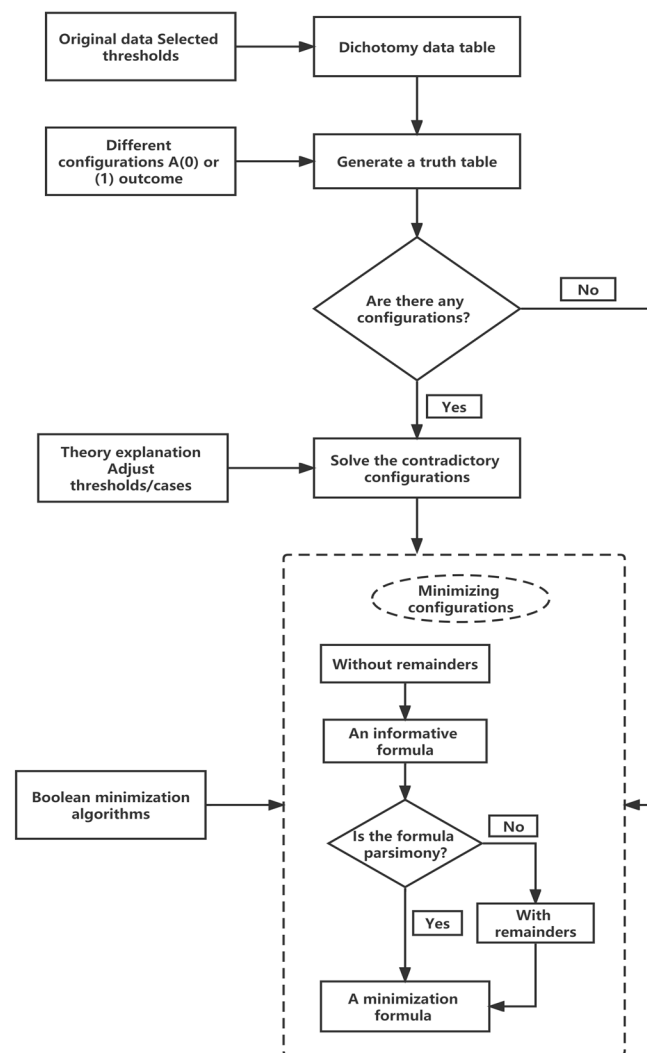 Original data Selected
thresholds
Dichotomy data table
Different
configurations A(0) or
(1) outcome
Generate a truth table
Are there any
configurations?
No
Yes
Theory explanation
Adjust
thresholds/cases
Solve the contradictory
configurations
Minimizing
configurations
Without remainders
An informative
formula
Boolean minimization
algorithms
Is the formula
parsimony?
No
Yes
With
remainders
A minimization
formula